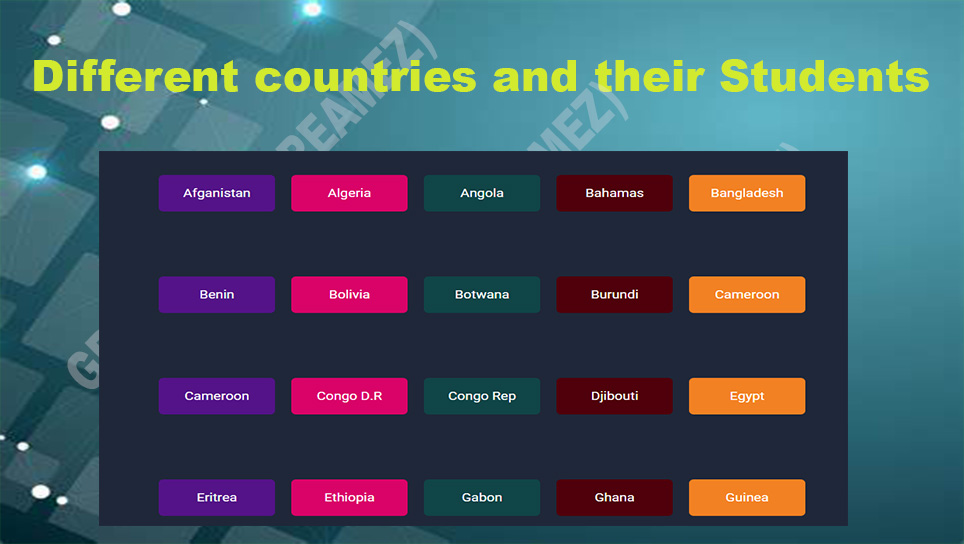 Different countries and their Students
Afganistan Algeria Angola Bahamas Bangladesh
Benin Bolivia Botwana Burundi Cameroon
Cameroon Congo D.R Congo Rep Djibouti Egypt
Eritrea Ethiopia Gabon Ghana Guinea